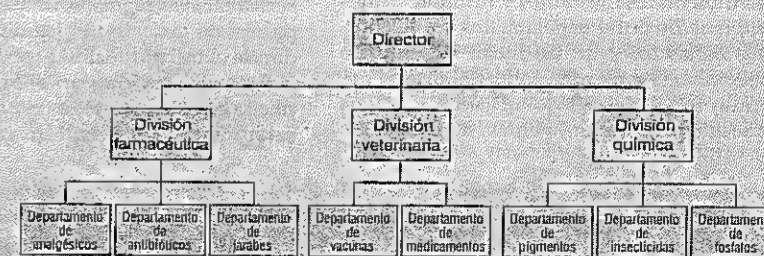 Director
División
farmacéutica
División
veterinaria
División
química
Departamento
de
analgésicos
Departamento
de
antibióticos
Departamento
de
jarabes
Departamento
de
vacunas
Departamento
de
medicamentos
Departamento
de
pigmentos
Departamento
de
insecticidas
Departamen
de
fosfatos